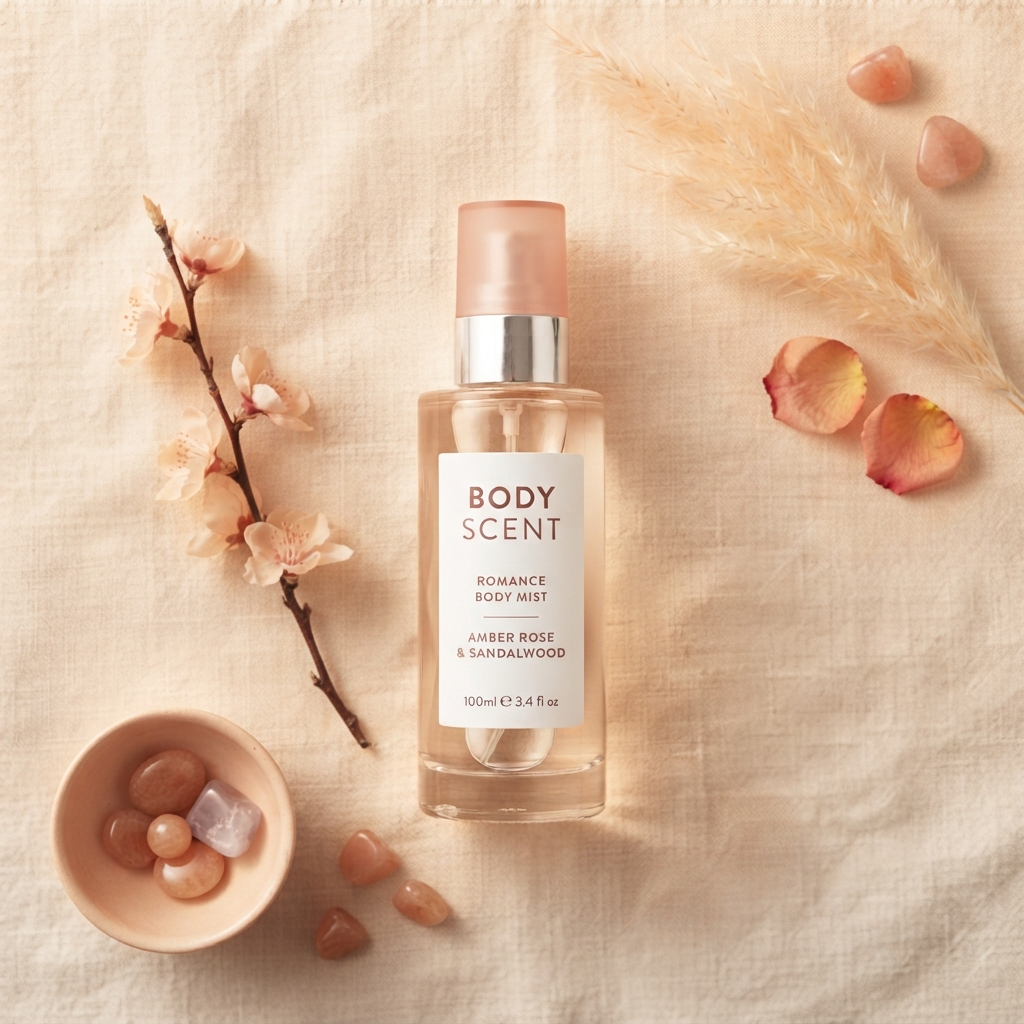 BODY
SCENT
ROMANCE
BODY MIST
AMBER ROSE
& SANDALWOOD
100ml ℮ 3,4 fl oz